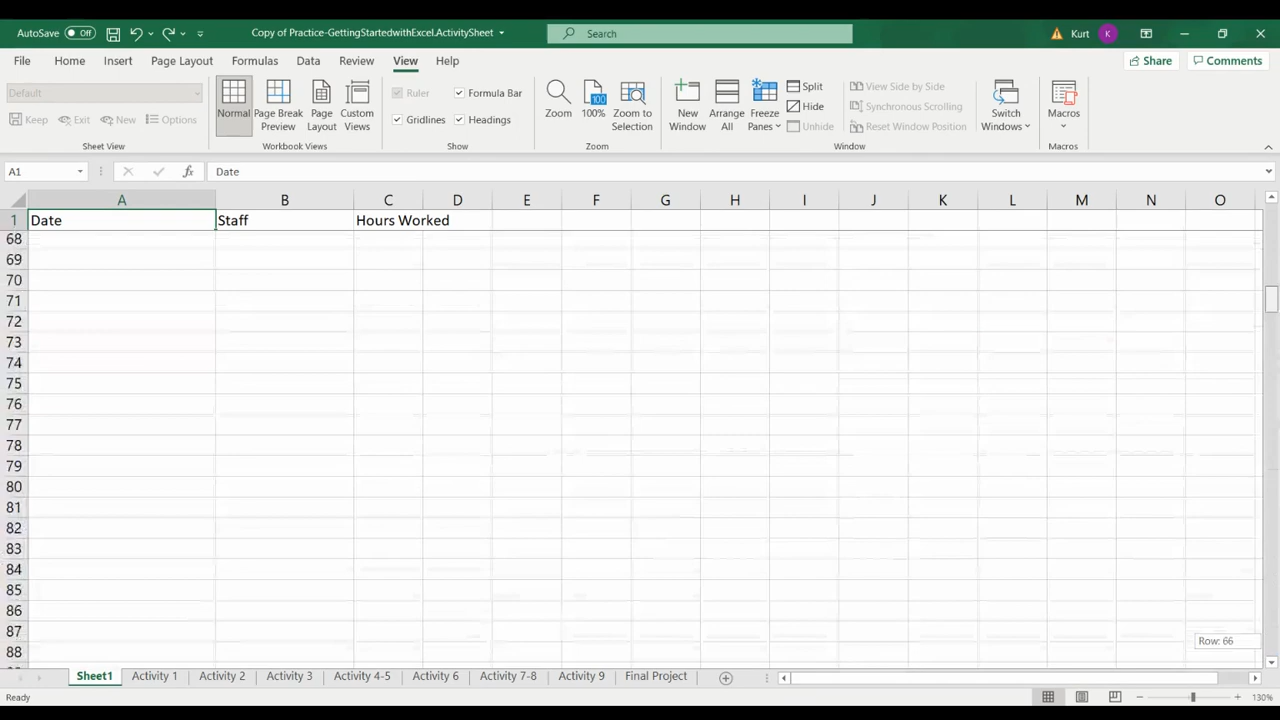 AutoSave Off Copy of Practice-GettingStartedwithExcel.ActivitySheet Search Kurt K
File Home Insert Page Layout Formulas Data Review View Help Share Comments
Default
Keep Exit New Options
Sheet View
Normal
Page Break Preview
Page Layout
Custom Views
Workbook Views
Ruler Formula Bar
Gridlines Headings
Show
Zoom
100
100%
Zoom to Selection
Zoom
New Window
Arrange All
Freeze Panes
Split
Hide
Unhide
View Side by Side
Synchronous Scrolling
Reset Window Position
Window
Switch Windows
Macros
Macros
A1 fx Date
A B C D E F G H I J K L M N O
1 Date Staff Hours Worked
68
69
70
71
72
73
74
75
76
77
78
79
80
81
82
83
84
85
86
87
Row: 66
88
Sheet1 Activity 1 Activity 2 Activity 3 Activity 4-5 Activity 6 Activity 7-8 Activity 9 Final Project
Ready 130%